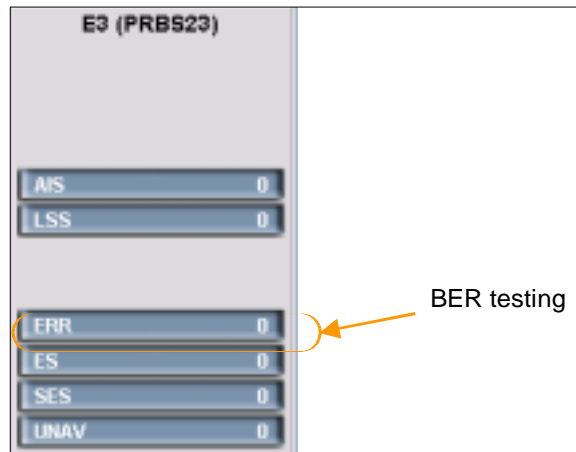 E3 (PRBS23)
AIS 0
LSS 0
ERR 0
BER testing
ES 0
SES 0
UNAV 0